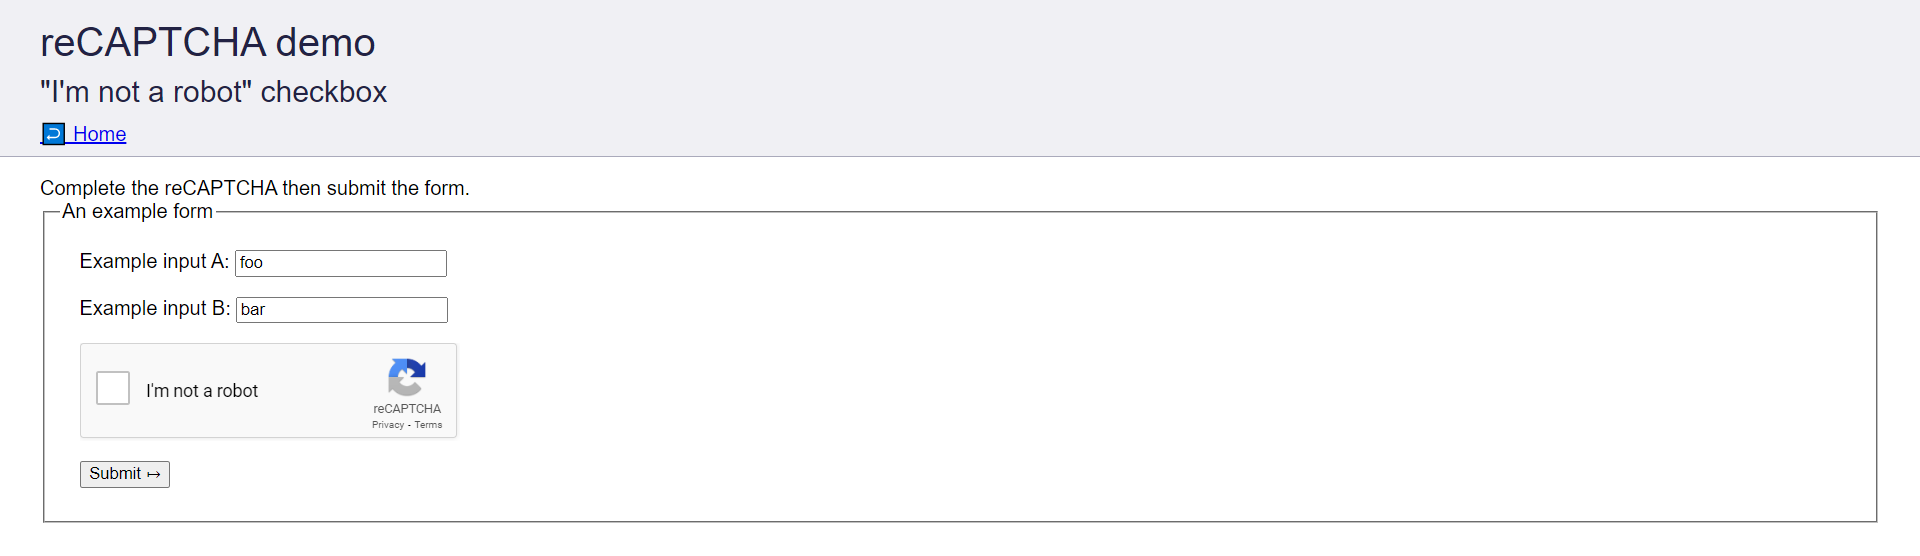 reCAPTCHA demo
"I'm not a robot" checkbox
Home
Complete the reCAPTCHA then submit the form.
An example form
Example input A: foo
Example input B: bar
I'm not a robot
reCAPTCHA
Privacy - Terms
Submit ↦